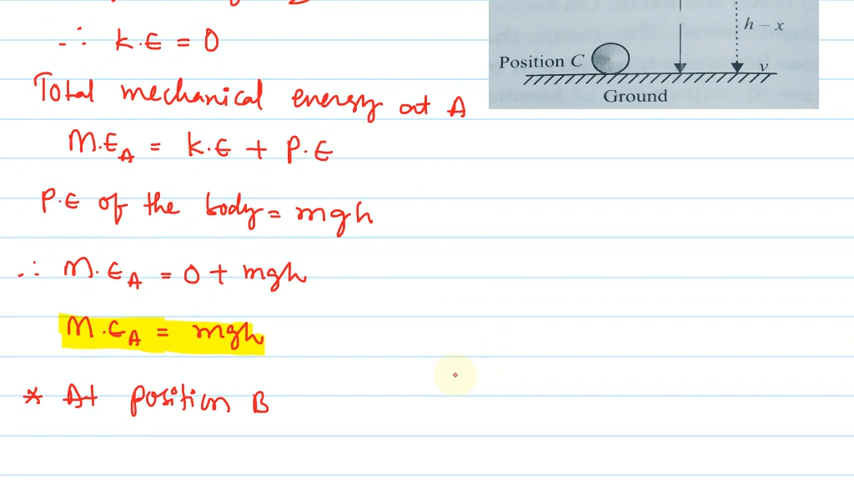 ∴ K.E = 0
Total mechanical energy at A
M.E_A = K.E + P.E
P.E of the body = mgh
∴ M.E_A = 0 + mgh
M.E_A = mgh
* At position B
h – x
Position C
v
Ground